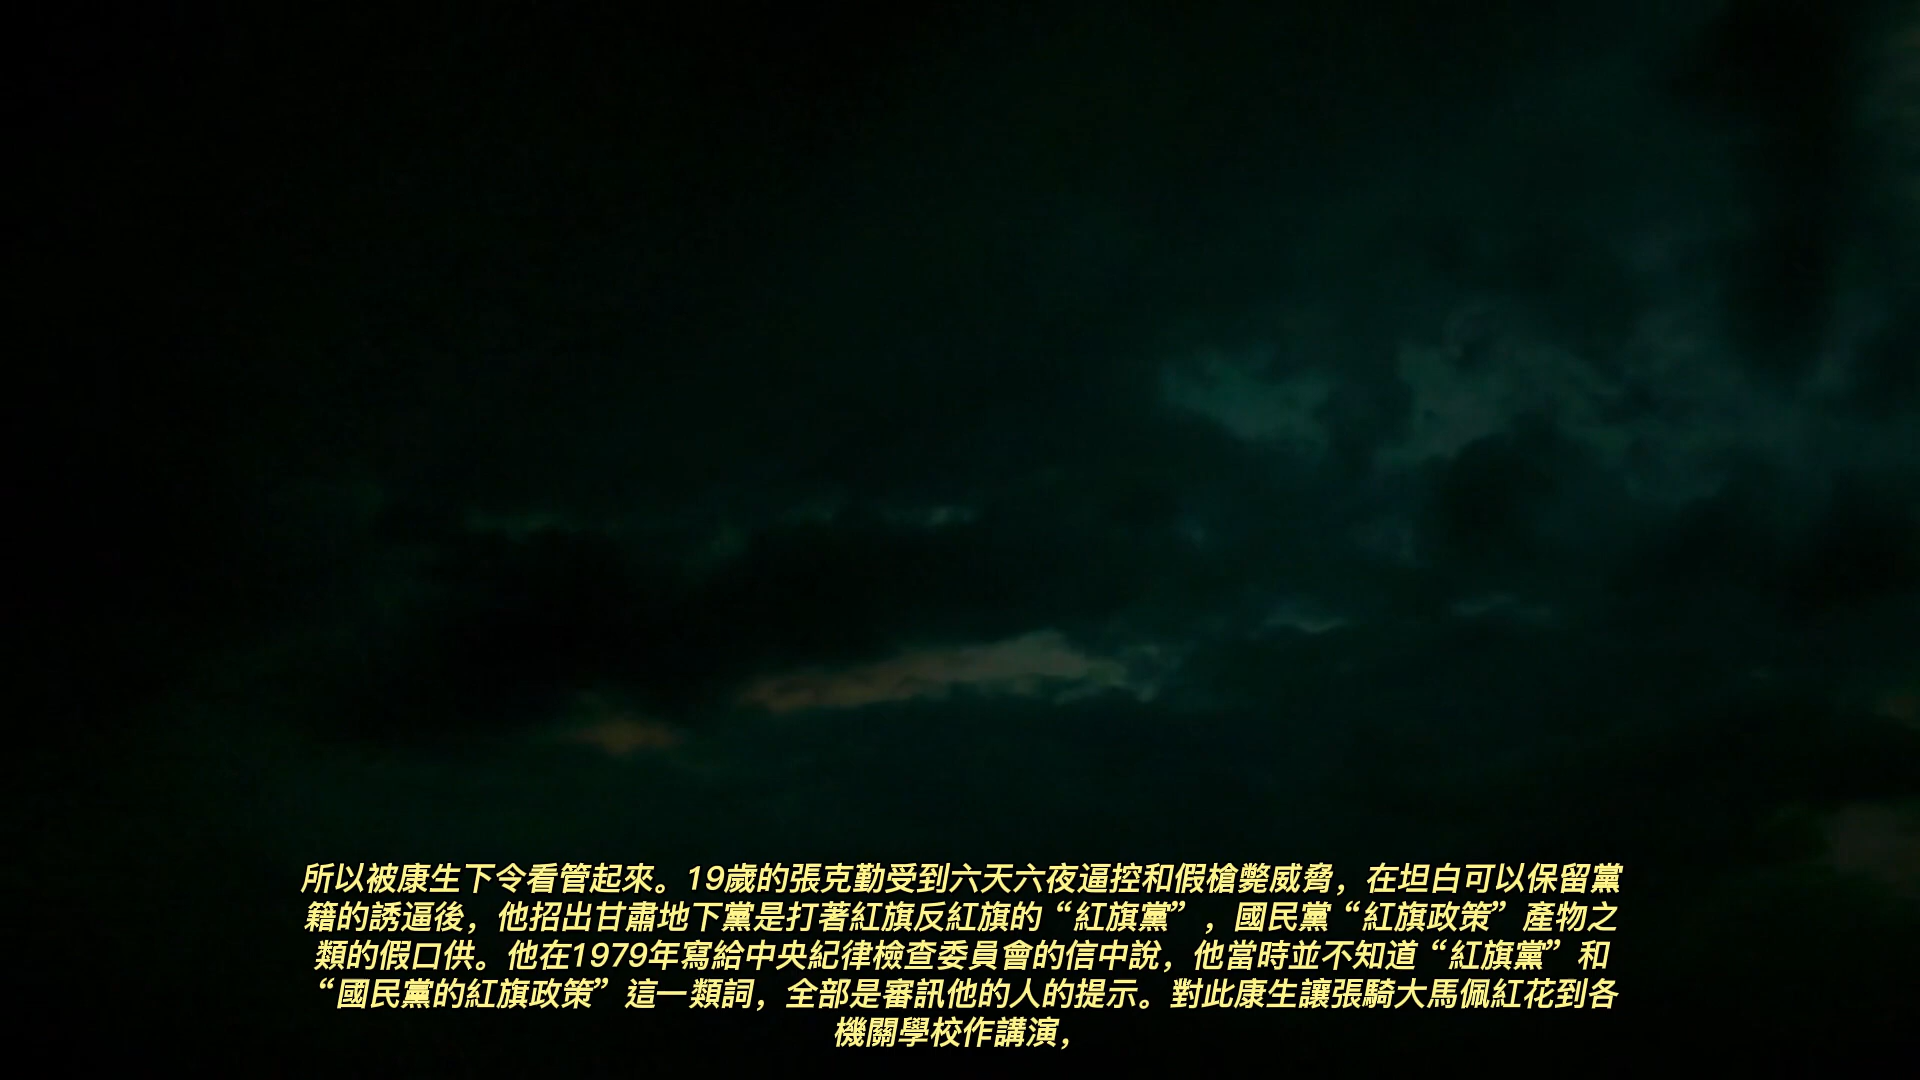 所以被康生下令看管起來。19歲的張克勤受到六天六夜逼控和假槍斃威脅，在坦白可以保留黨
籍的誘逼後，他招出甘肅地下黨是打著紅旗反紅旗的“紅旗黨”，國民黨“紅旗政策”產物之
類的假口供。他在1979年寫給中央紀律檢查委員會的信中說，他當時並不知道“紅旗黨”和
“國民黨的紅旗政策”這一類詞，全部是審訊他的人的提示。對此康生讓張騎大馬佩紅花到各
機關學校作講演，